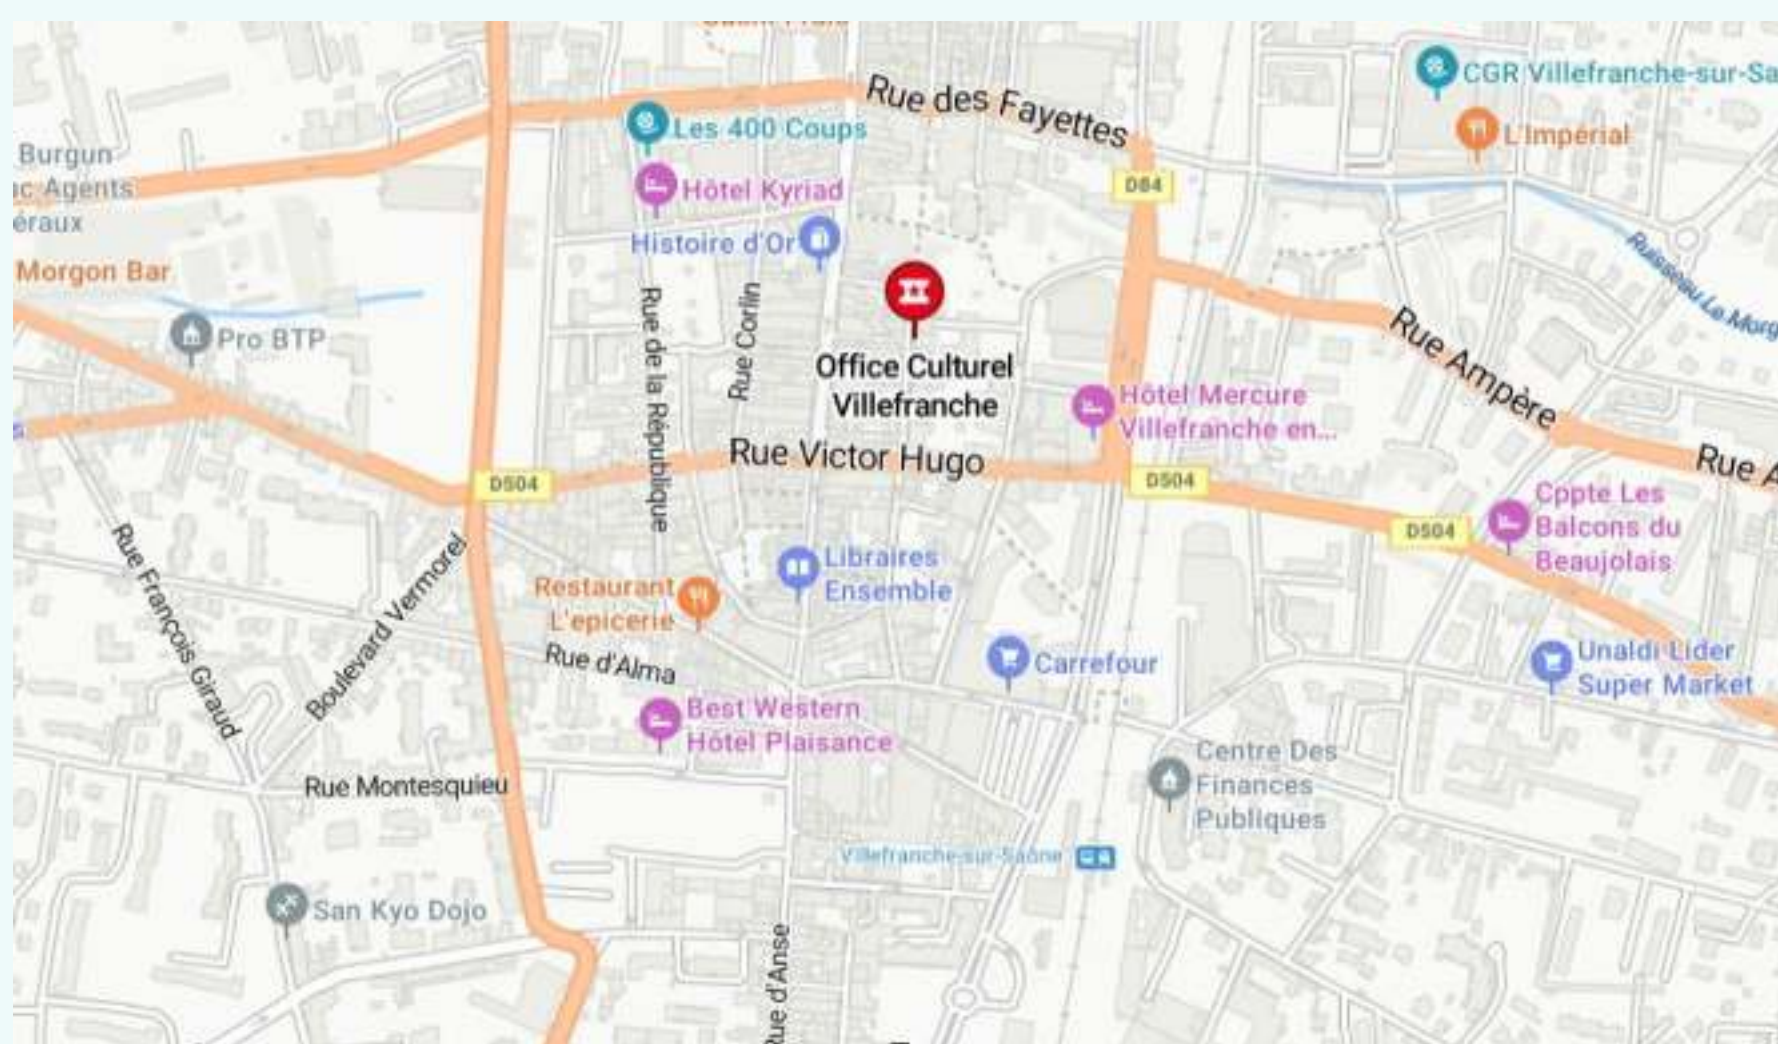 Rue des Fayettes
CGR Villefranche-sur-Sa
Les 400 Coups
L'Impérial
Burgun
Agents
éraux
Hôtel Kyriad
D84
Histoire d'Or
Morgon Bar
Ruisseau Le Morg
Pro BTP
Rue de la République
Rue Corlin
Office Culturel
Villefranche
Rue Ampère
Hôtel Mercure
Villefranche en...
Rue Victor Hugo
Rue A
D504
D504
D504
Cppte Les
Balcons du
Beaujolais
Rue François Giraud
Boulevard Vermorel
Libraires
Ensemble
Restaurant
L'epicerie
Rue d'Alma
Carrefour
Unaldi Lider
Super Market
Best Western
Hôtel Plaisance
Centre Des
Finances
Publiques
Rue Montesquieu
Villefranche-sur-Saône
San Kyo Dojo
Rue d'Anse